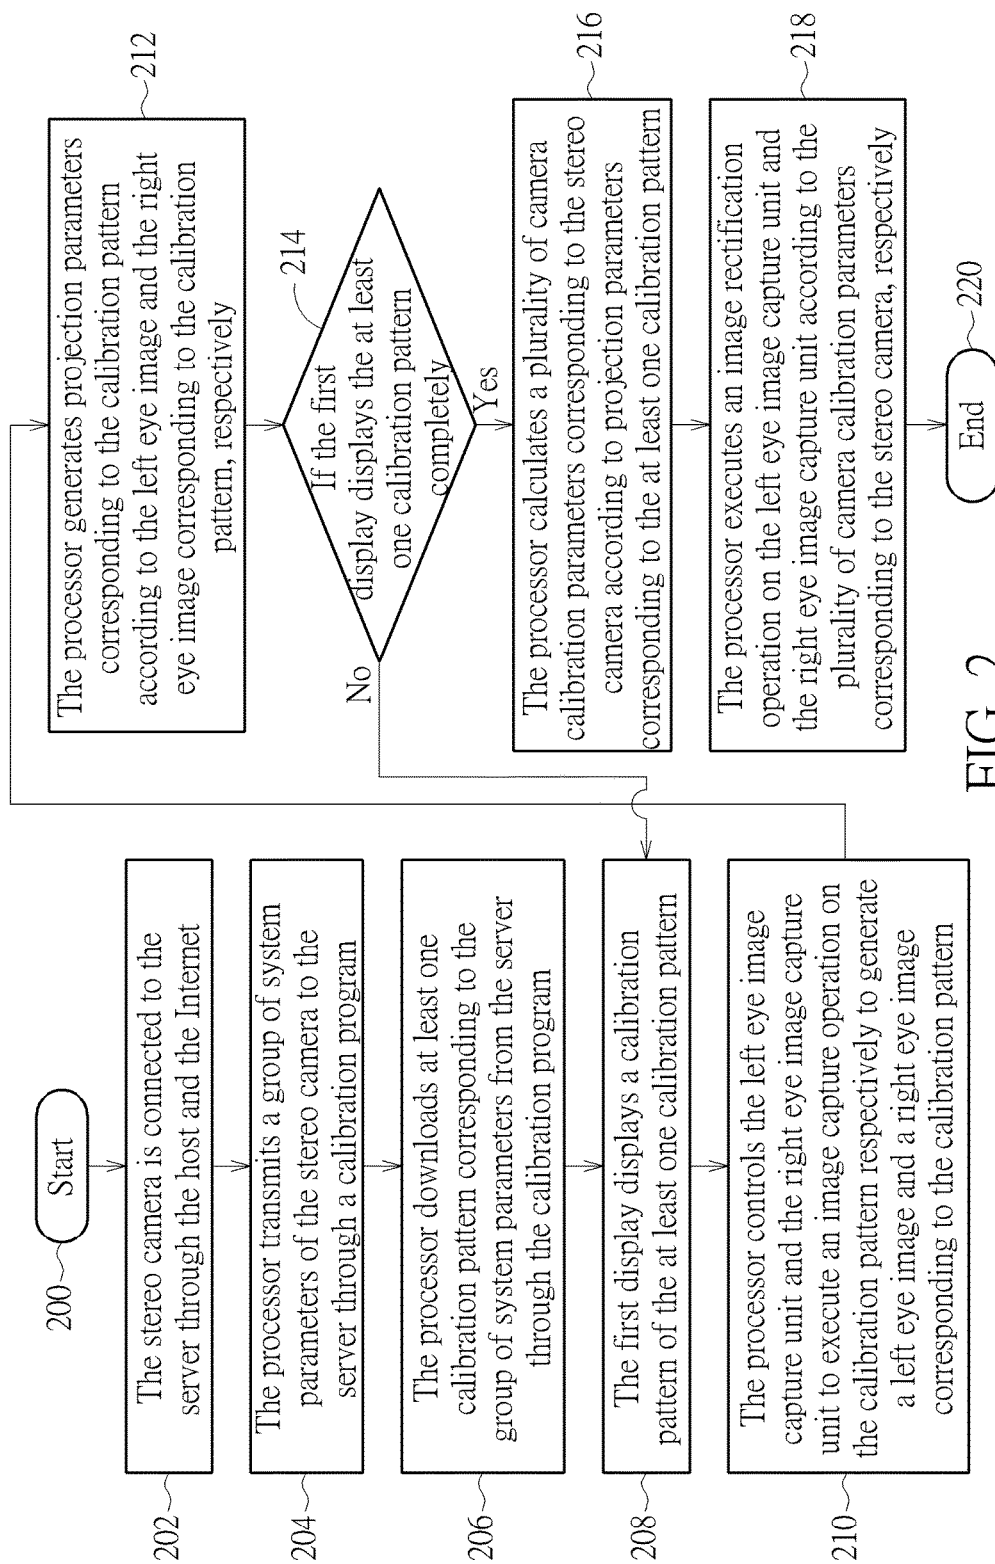 200
Start
202
The stereo camera is connected to the
server through the host and the Internet
204
The processor transmits a group of system
parameters of the stereo camera to the
server through a calibration program
206
The processor downloads at least one
calibration pattern corresponding to the
group of system parameters from the server
through the calibration program
208
The first display displays a calibration
pattern of the at least one calibration pattern
210
The processor controls the left eye image
capture unit and the right eye image capture
unit to execute an image capture operation on
the calibration pattern respectively to generate
a left eye image and a right eye image
corresponding to the calibration pattern
212
The processor generates projection parameters
corresponding to the calibration pattern
according to the left eye image and the right
eye image corresponding to the calibration
pattern, respectively
214
If the first
display displays the at least
one calibration pattern
completely
No
Yes
216
The processor calculates a plurality of camera
calibration parameters corresponding to the stereo
camera according to projection parameters
corresponding to the at least one calibration pattern
218
The processor executes an image rectification
operation on the left eye image capture unit and
the right eye image capture unit according to the
plurality of camera calibration parameters
corresponding to the stereo camera, respectively
220
End
FIG. 2